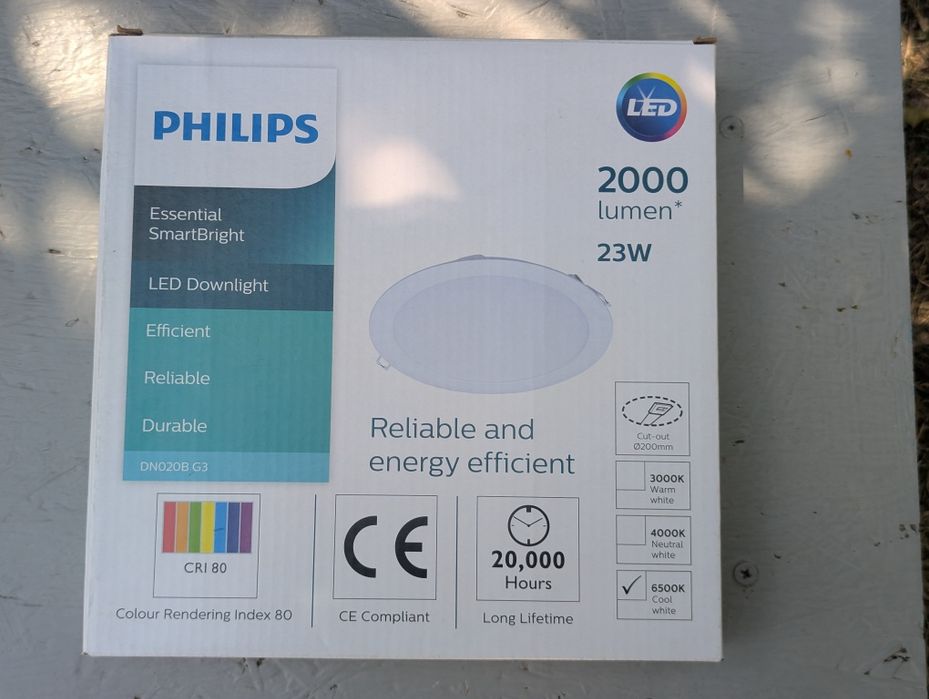 PHILIPS
Essential
SmartBright
LED Downlight
Efficient
Reliable
Durable
DN020B G3
LED
2000
lumen*
23W
Reliable and
energy efficient
Cut-out
Ø200mm
3000K
Warm
white
4000K
Neutral
white
6500K
Cool
white
CRI 80
Colour Rendering Index 80
CE
CE Compliant
20,000
Hours
Long Lifetime